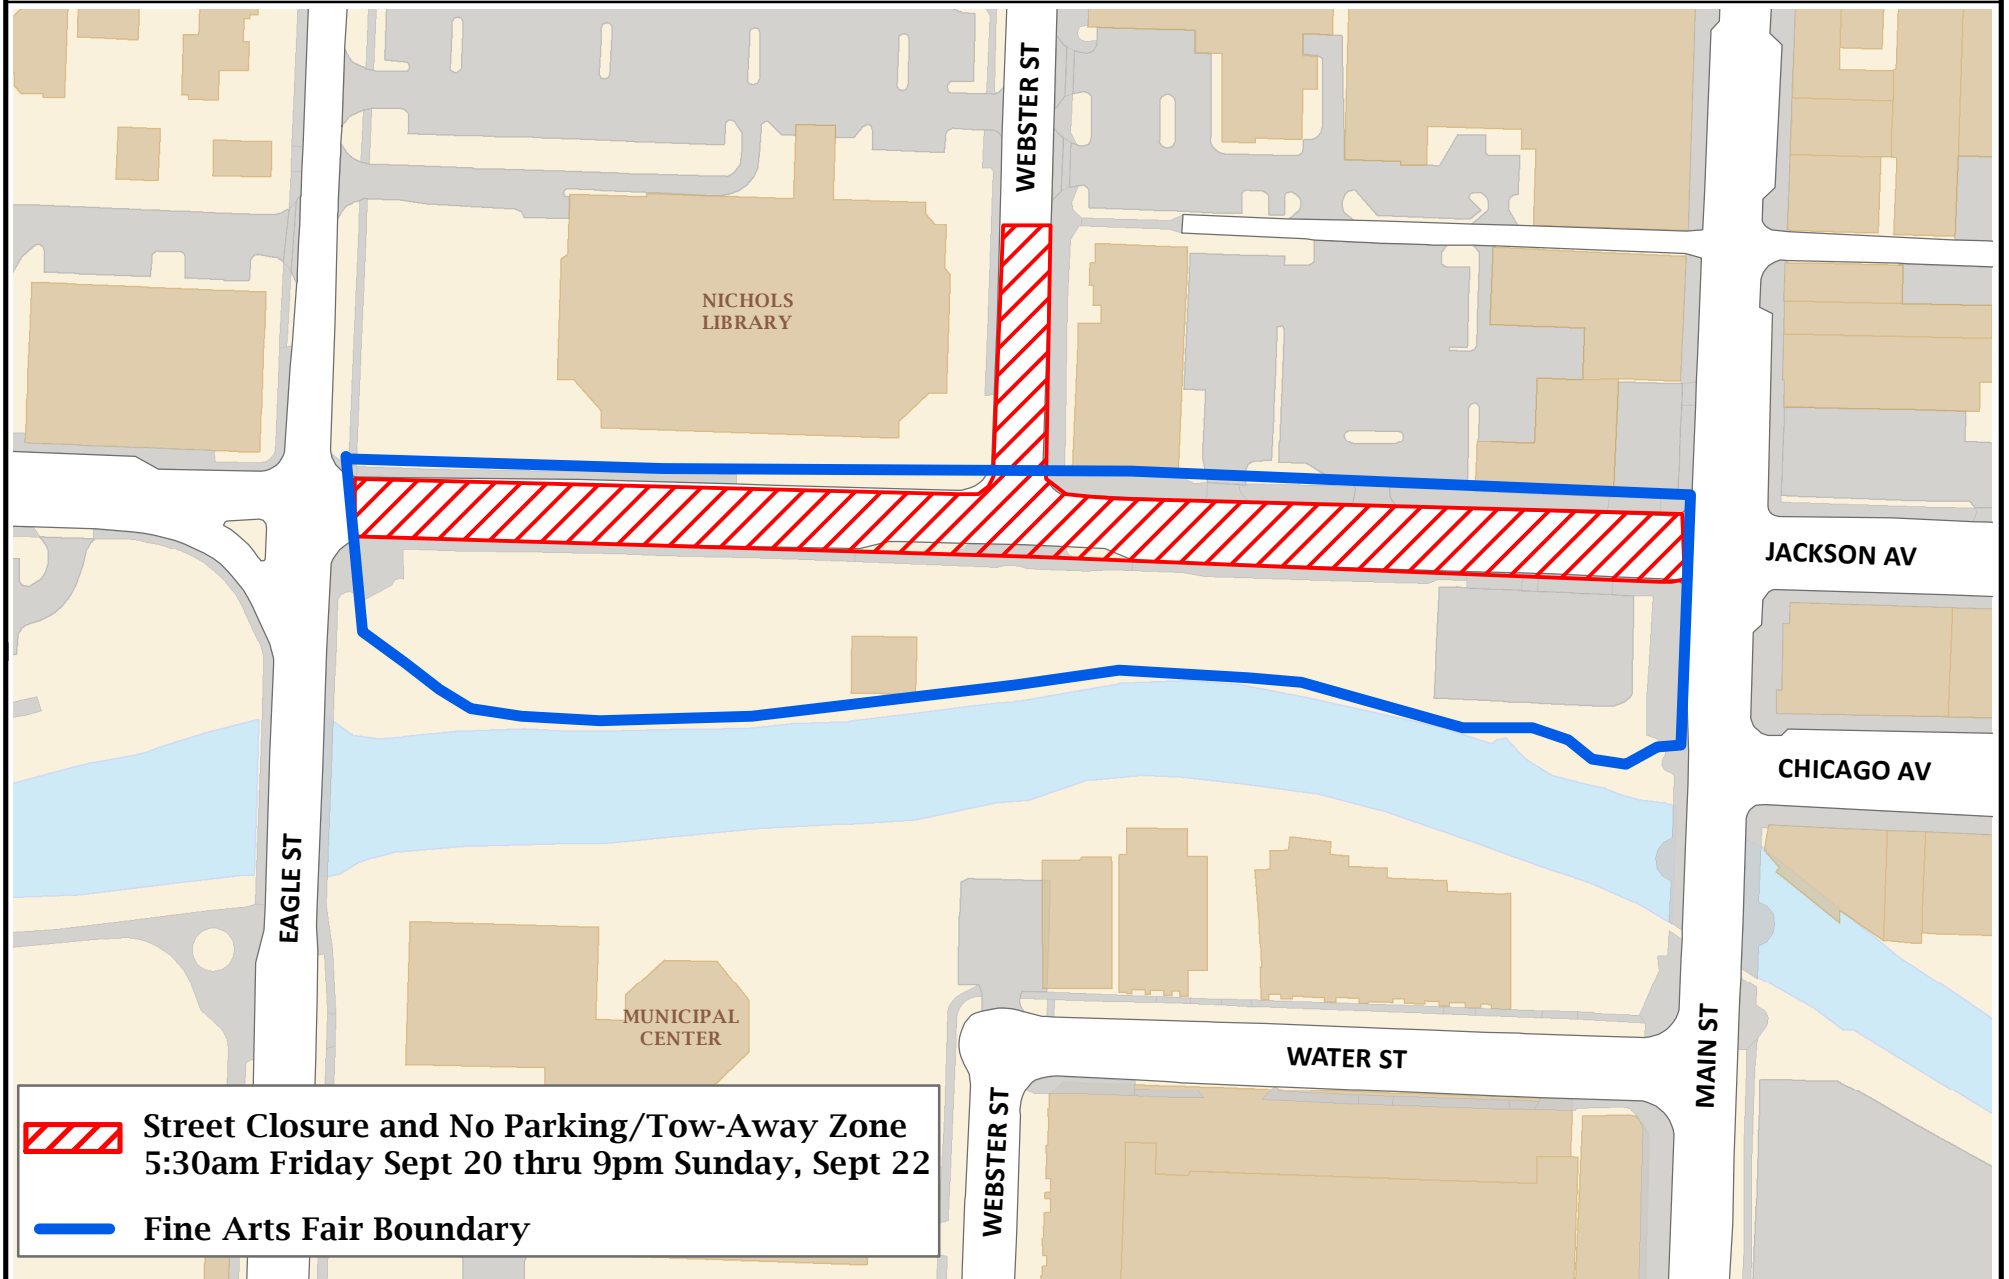 WEBSTER ST
NICHOLS
LIBRARY
JACKSON AV
CHICAGO AV
EAGLE ST
MUNICIPAL
CENTER
WATER ST
MAIN ST
WEBSTER ST
Street Closure and No Parking/Tow-Away Zone
5:30am Friday Sept 20 thru 9pm Sunday, Sept 22
Fine Arts Fair Boundary